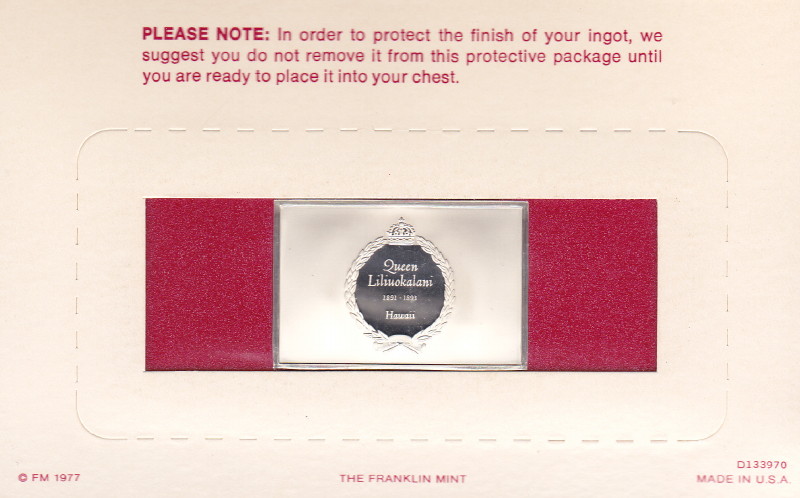 PLEASE NOTE: In order to protect the finish of your ingot, we
suggest you do not remove it from this protective package until
you are ready to place it into your chest.
Queen
Liliuokalani
1891 - 1893
Hawaii
D133970
© FM 1977
THE FRANKLIN MINT
MADE IN U.S.A.